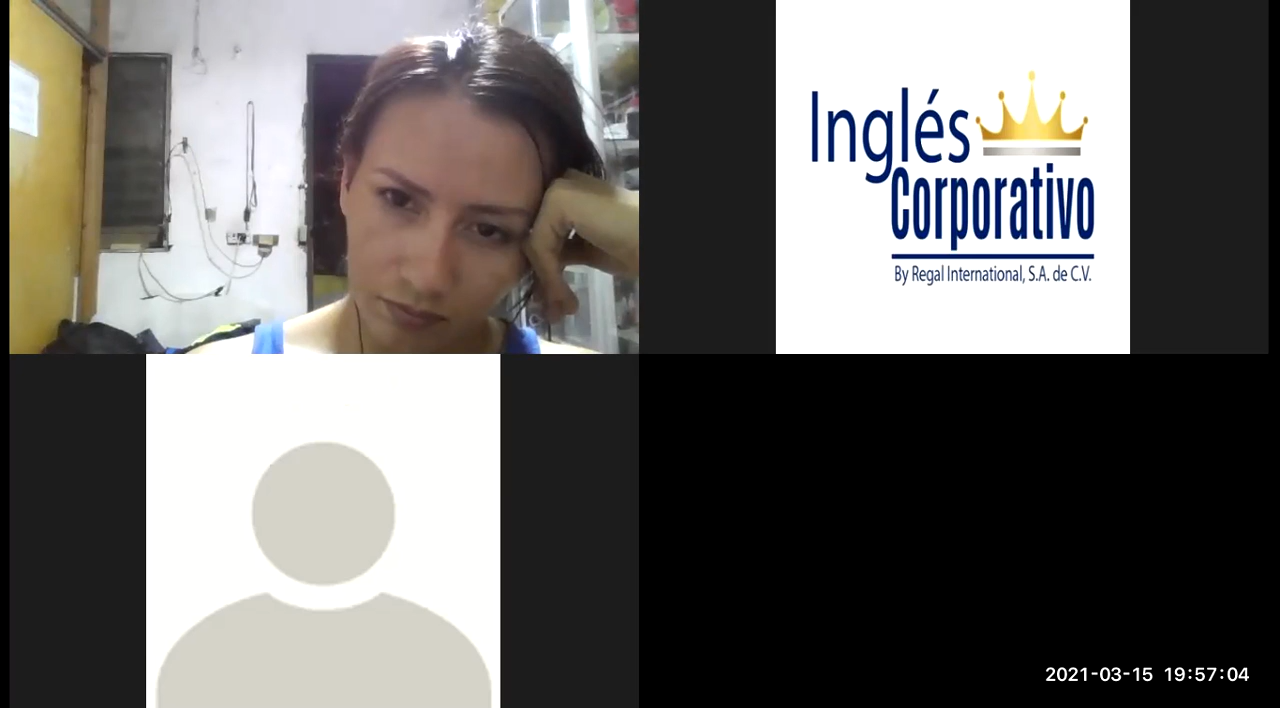 Inglés
Corporativo
By Regal International, S.A. de C.V.
2021-03-15 19:57:04